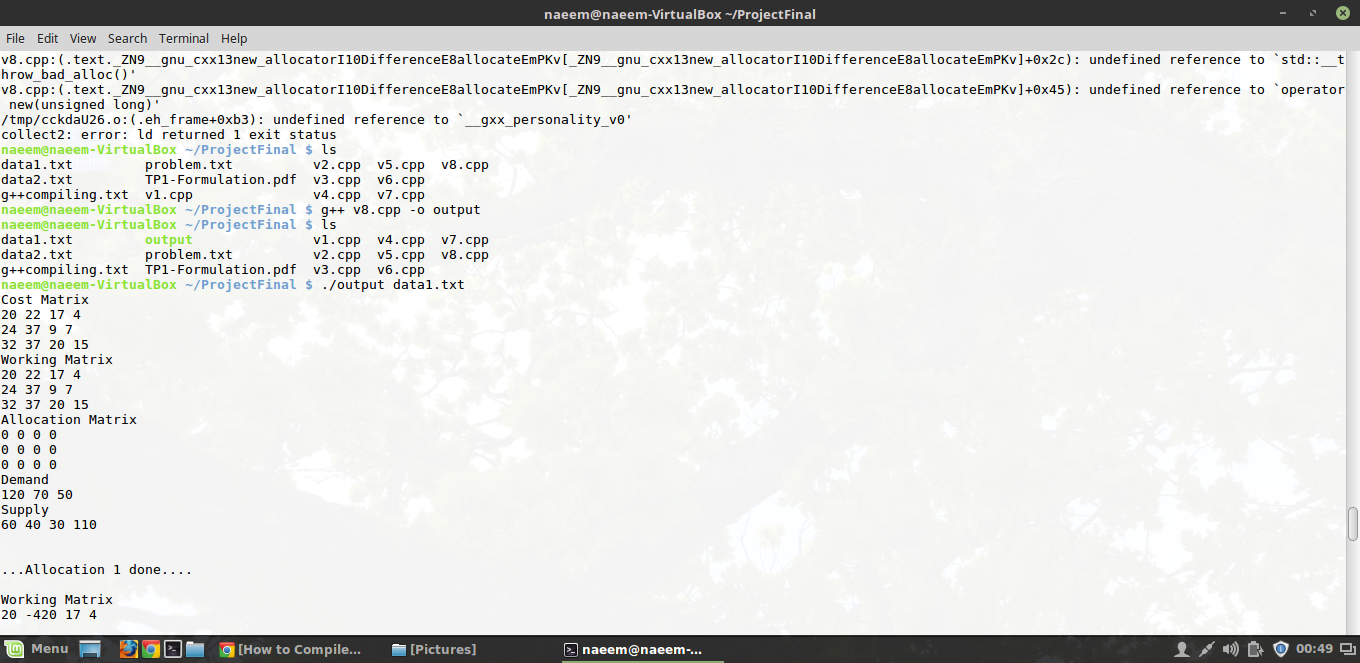 naeem@naeem-VirtualBox ~/ProjectFinal
File Edit View Search Terminal Help
v8.cpp:(.text._ZN9__gnu_cxx13new_allocatorI10DifferenceE8allocateEmPKv[_ZN9__gnu_cxx13new_allocatorI10DifferenceE8allocateEmPKv]+0x2c): undefined reference to `std::__t
hrow_bad_alloc()'
v8.cpp:(.text._ZN9__gnu_cxx13new_allocatorI10DifferenceE8allocateEmPKv[_ZN9__gnu_cxx13new_allocatorI10DifferenceE8allocateEmPKv]+0x45): undefined reference to `operator
 new(unsigned long)'
/tmp/cckdaU26.o:(.eh_frame+0xb3): undefined reference to `__gxx_personality_v0'
collect2: error: ld returned 1 exit status
naeem@naeem-VirtualBox ~/ProjectFinal $ ls
data1.txt         problem.txt          v2.cpp  v5.cpp  v8.cpp
data2.txt         TP1-Formulation.pdf  v3.cpp  v6.cpp
g++compiling.txt  v1.cpp               v4.cpp  v7.cpp
naeem@naeem-VirtualBox ~/ProjectFinal $ g++ v8.cpp -o output
naeem@naeem-VirtualBox ~/ProjectFinal $ ls
data1.txt         output               v1.cpp  v4.cpp  v7.cpp
data2.txt         problem.txt          v2.cpp  v5.cpp  v8.cpp
g++compiling.txt  TP1-Formulation.pdf  v3.cpp  v6.cpp
naeem@naeem-VirtualBox ~/ProjectFinal $ ./output data1.txt
Cost Matrix
20 22 17 4
24 37 9 7
32 37 20 15
Working Matrix
20 22 17 4
24 37 9 7
32 37 20 15
Allocation Matrix
0 0 0 0
0 0 0 0
0 0 0 0
Demand
120 70 50
Supply
60 40 30 110
...Allocation 1 done....
Working Matrix
20 -420 17 4
Menu [How to Compile... [Pictures] naeem@naeem-... 00:49